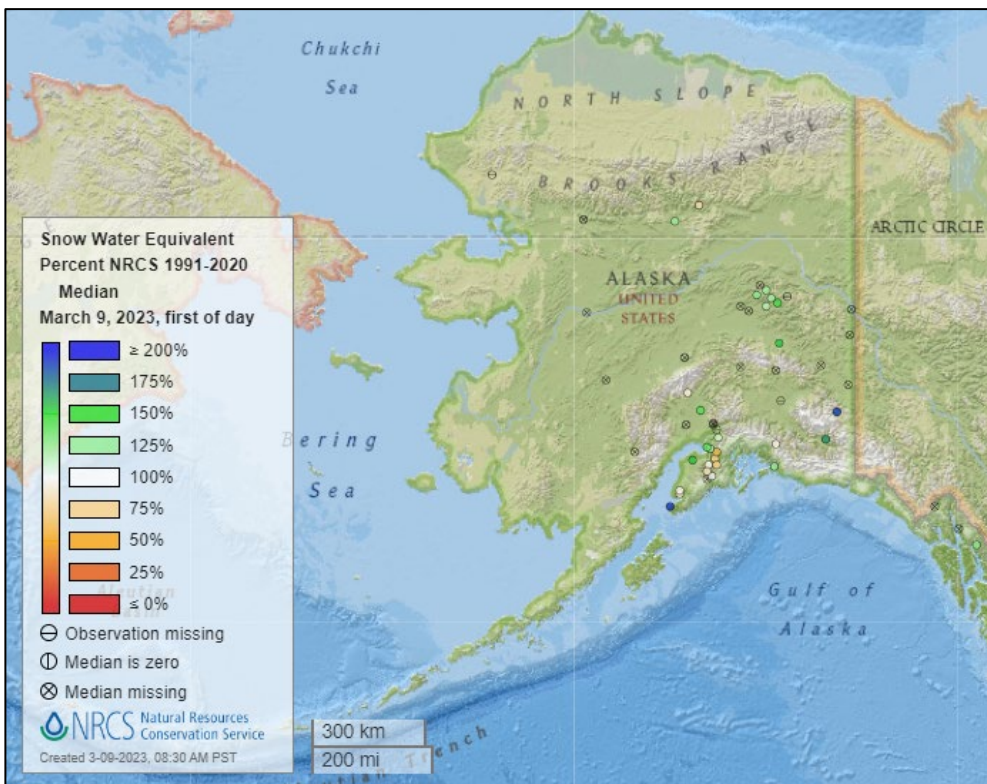 Chukchi
Sea
NORTH SLOPE
BROOKS RANGE
ARCTIC CIRCLE
ALASKA
UNITED
STATES
Bering
Sea
Gulf of
Alaska
Snow Water Equivalent
Percent NRCS 1991-2020
Median
March 9, 2023, first of day
≥ 200%
175%
150%
125%
100%
75%
50%
25%
≤ 0%
Observation missing
Median is zero
Median missing
NRCS Natural Resources
Conservation Service
Created 3-09-2023, 08:30 AM PST
300 km
200 mi
Trench